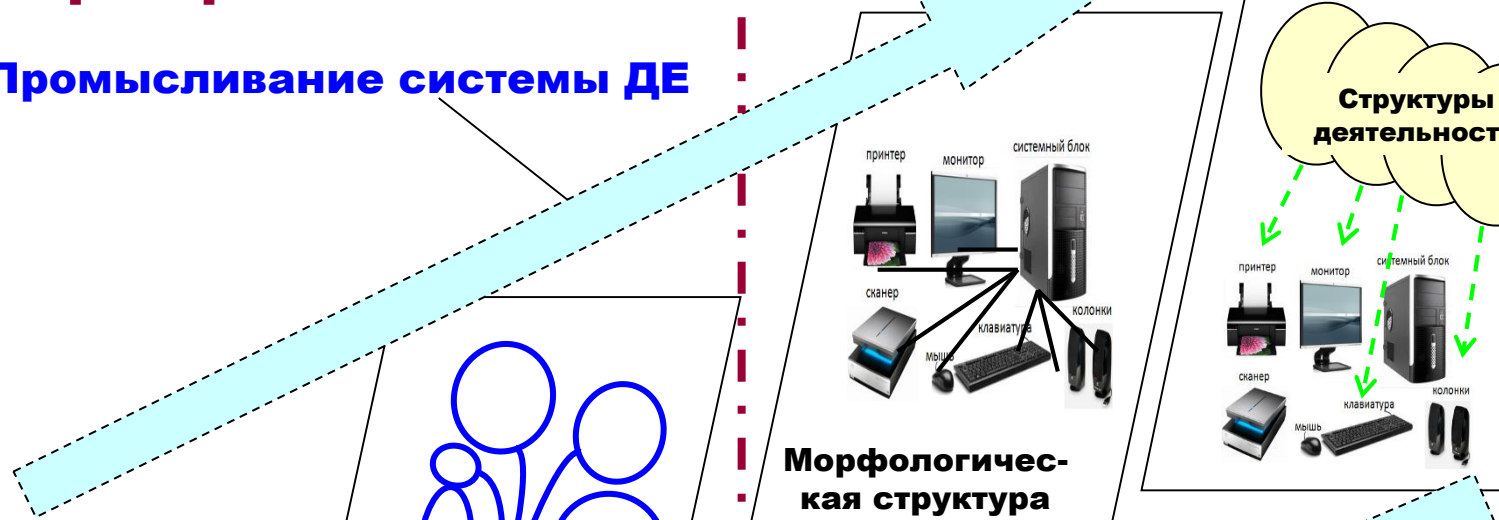 Промысливание системы ДЕ
Структуры
деятельност
принтер
монитор
системный блок
сканер
клавиатура
мышь
колонки
Морфологичес-
кая структура
принтер
монитор
системный блок
сканер
клавиатура
мышь
колонки